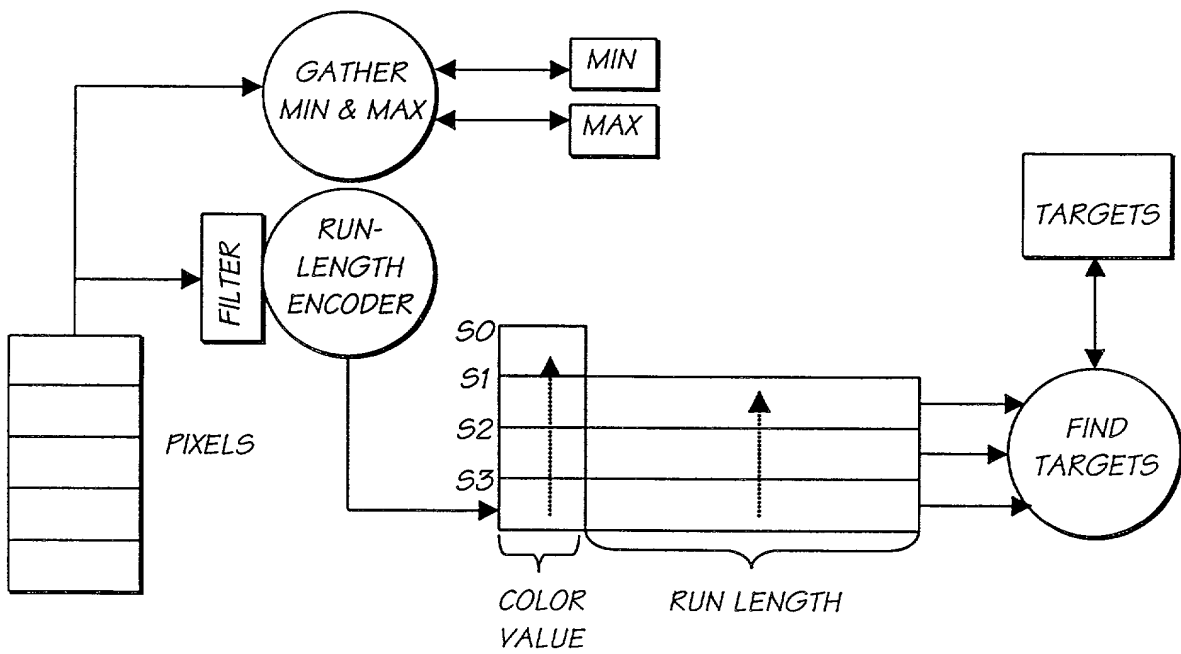 GATHER
MIN & MAX
MIN
MAX
TARGETS
FILTER
RUN-
LENGTH
ENCODER
S0
S1
S2
S3
PIXELS
FIND
TARGETS
COLOR
VALUE
RUN LENGTH